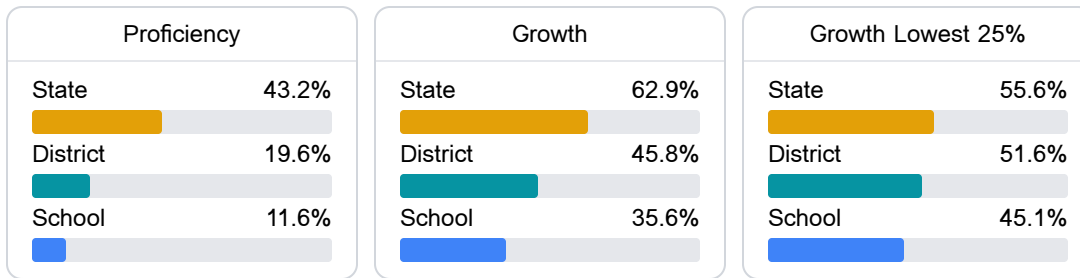 Proficiency
State 43.2%
District 19.6%
School 11.6%
Growth
State 62.9%
District 45.8%
School 35.6%
Growth Lowest 25%
State 55.6%
District 51.6%
School 45.1%